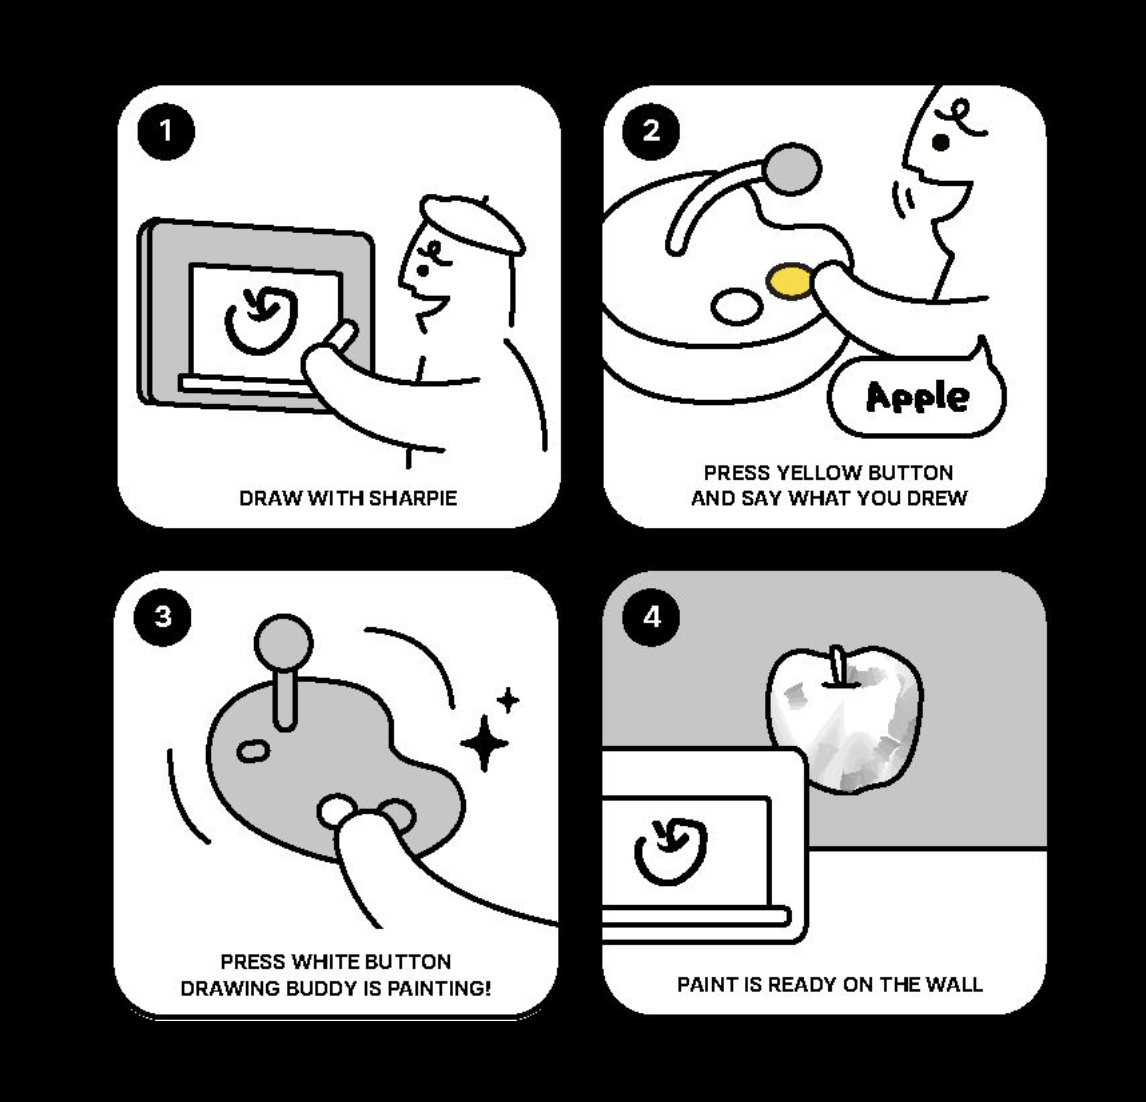 1
DRAW WITH SHARPIE
2
Apple
PRESS YELLOW BUTTON
AND SAY WHAT YOU DREW
3
PRESS WHITE BUTTON
DRAWING BUDDY IS PAINTING!
4
PAINT IS READY ON THE WALL